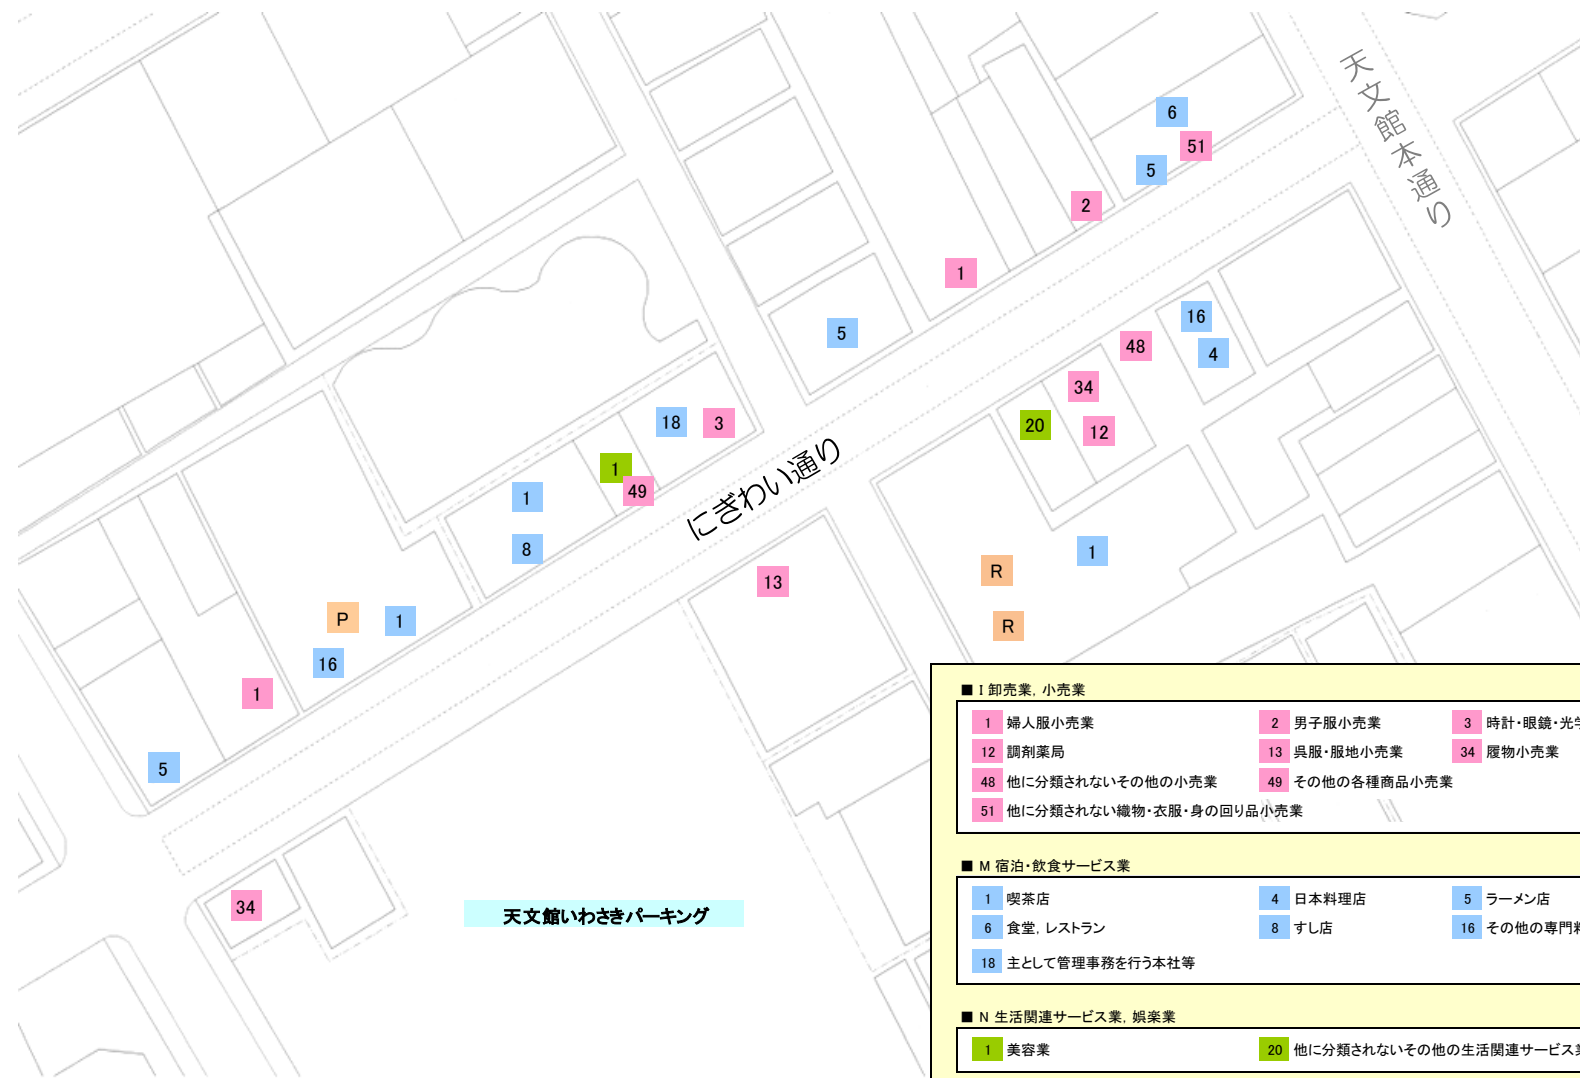 天文館本通り
6
51
5
2
1
16
5
48
4
34
18
3
20
12
1
49
1
にぎわい通り
8
1
R
13
P
1
R
16
1
5
34
天文館いわさきパーキング
■ I 卸売業，小売業
1 婦人服小売業 2 男子服小売業 3 時計・眼鏡・光学
12 調剤薬局 13 呉服・服地小売業 34 履物小売業
48 他に分類されないその他の小売業 49 その他の各種商品小売業
51 他に分類されない織物・衣服・身の回り品小売業
■ M 宿泊・飲食サービス業
1 喫茶店 4 日本料理店 5 ラーメン店
6 食堂，レストラン 8 すし店 16 その他の専門料
18 主として管理事務を行う本社等
■ N 生活関連サービス業，娯楽業
1 美容業 20 他に分類されないその他の生活関連サービス業